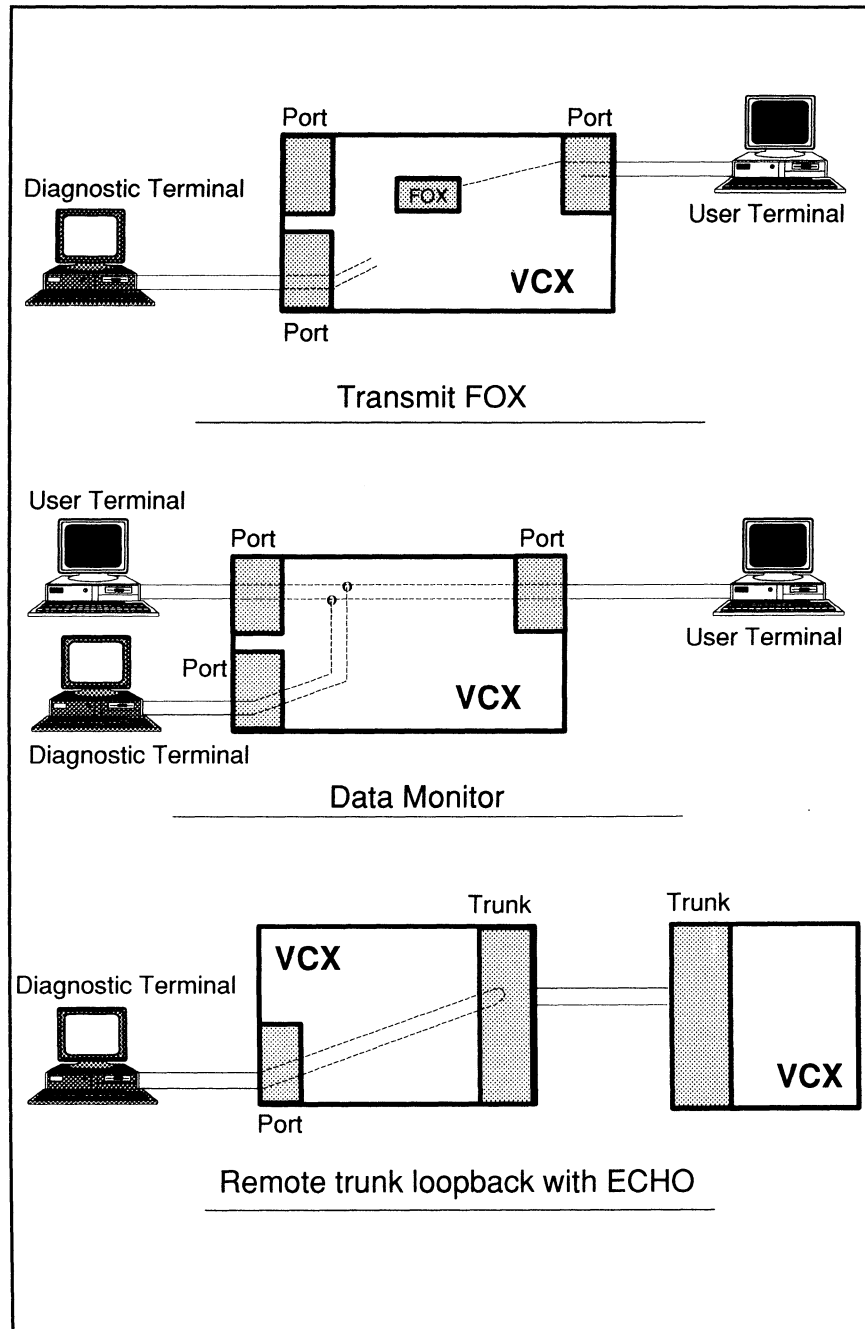 Port
Port
Diagnostic Terminal
FOX
User Terminal
VCX
Port
Transmit FOX
User Terminal
Port
Port
User Terminal
Port
VCX
Diagnostic Terminal
Data Monitor
Trunk
Trunk
VCX
Diagnostic Terminal
VCX
Port
Remote trunk loopback with ECHO